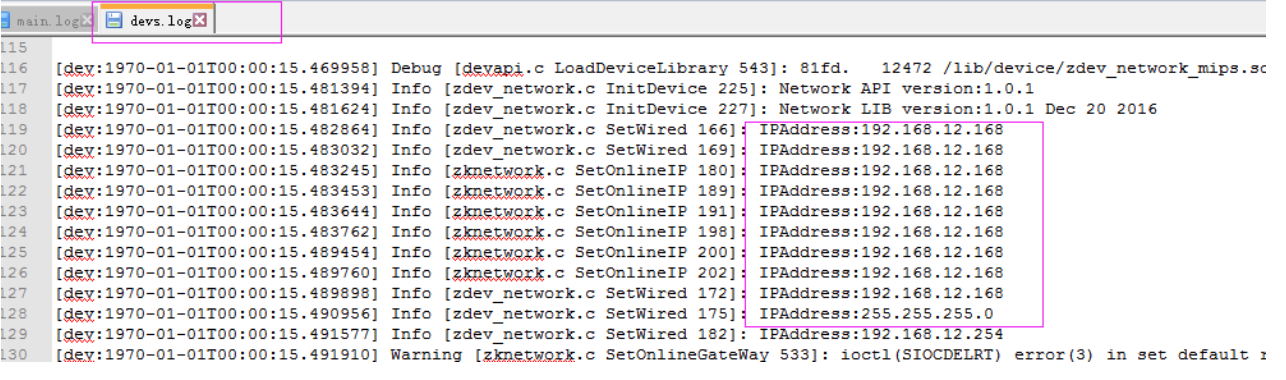 main.log devs.log
115
116 [dev:1970-01-01T00:00:15.469958] Debug [devapi.c LoadDeviceLibrary 543]: 81fd. 12472 /lib/device/zdev_network_mips.so
117 [dev:1970-01-01T00:00:15.481394] Info [zdev_network.c InitDevice 225]: Network API version:1.0.1
118 [dev:1970-01-01T00:00:15.481624] Info [zdev_network.c InitDevice 227]: Network LIB version:1.0.1 Dec 20 2016
119 [dev:1970-01-01T00:00:15.482864] Info [zdev_network.c SetWired 166]: IPAddress:192.168.12.168
120 [dev:1970-01-01T00:00:15.483032] Info [zdev_network.c SetWired 169]: IPAddress:192.168.12.168
121 [dev:1970-01-01T00:00:15.483245] Info [zknetwork.c SetOnlineIP 180]: IPAddress:192.168.12.168
122 [dev:1970-01-01T00:00:15.483453] Info [zknetwork.c SetOnlineIP 189]: IPAddress:192.168.12.168
123 [dev:1970-01-01T00:00:15.483644] Info [zknetwork.c SetOnlineIP 191]: IPAddress:192.168.12.168
124 [dev:1970-01-01T00:00:15.483762] Info [zknetwork.c SetOnlineIP 198]: IPAddress:192.168.12.168
125 [dev:1970-01-01T00:00:15.489454] Info [zknetwork.c SetOnlineIP 200]: IPAddress:192.168.12.168
126 [dev:1970-01-01T00:00:15.489760] Info [zknetwork.c SetOnlineIP 202]: IPAddress:192.168.12.168
127 [dev:1970-01-01T00:00:15.489898] Info [zdev_network.c SetWired 172]: IPAddress:192.168.12.168
128 [dev:1970-01-01T00:00:15.490956] Info [zdev_network.c SetWired 175]: IPAddress:255.255.255.0
129 [dev:1970-01-01T00:00:15.491577] Info [zdev_network.c SetWired 182]: IPAddress:192.168.12.254
130 [dev:1970-01-01T00:00:15.491910] Warning [zknetwork.c SetOnlineGateWay 533]: ioctl(SIOCDELRT) error(3) in set default